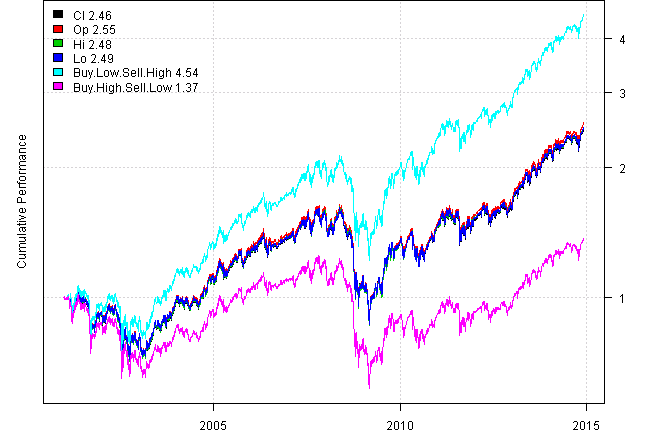 Cl 2.46
Op 2.55
Hi 2.48
Lo 2.49
Buy.Low.Sell.High 4.54
Buy.High.Sell.Low 1.37
Cumulative Performance
4
3
2
1
2005
2010
2015